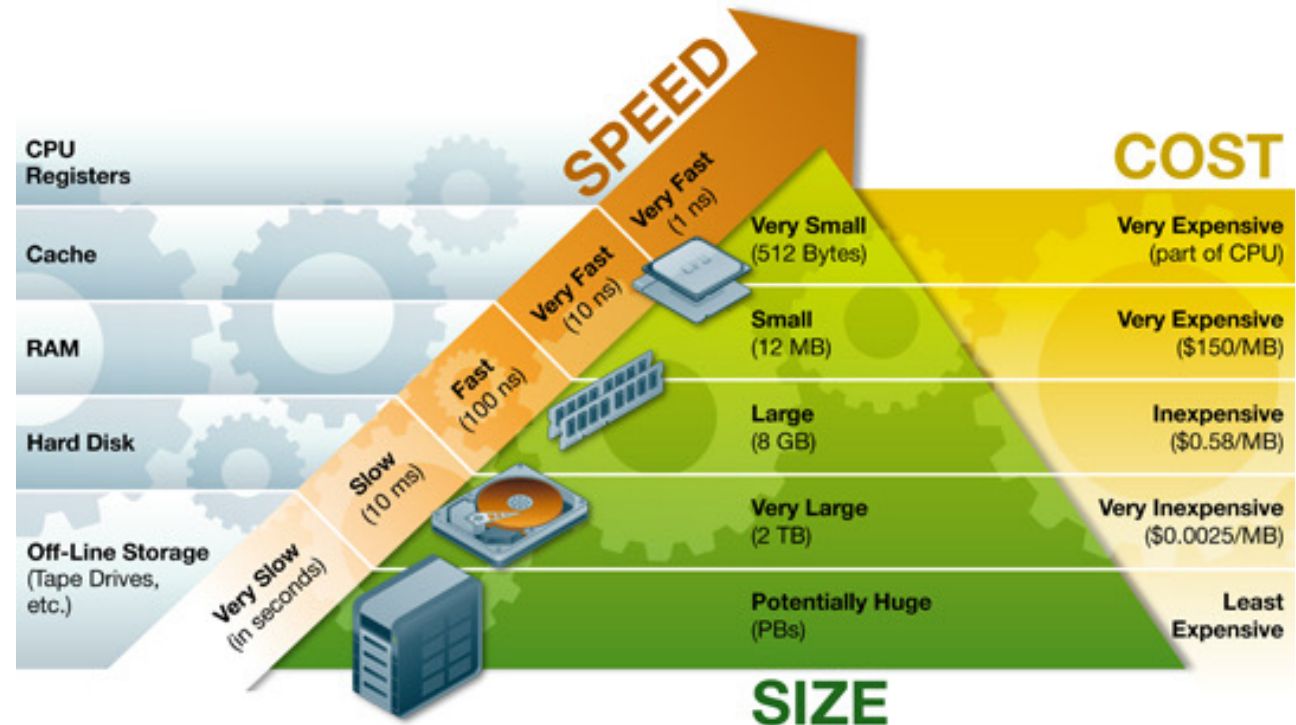 SPEED
COST
CPU
Registers
Very Fast
(1 ns)
Very Small
(512 Bytes)
Very Expensive
(part of CPU)
Cache
Very Fast
(10 ns)
Small
(12 MB)
Very Expensive
($150/MB)
RAM
Fast
(100 ns)
Large
(8 GB)
Inexpensive
($0.58/MB)
Hard Disk
Slow
(10 ms)
Very Large
(2 TB)
Very Inexpensive
($0.0025/MB)
Off-Line Storage
(Tape Drives,
etc.)
Very Slow
(in seconds)
Potentially Huge
(PBs)
Least
Expensive
SIZE
CPU